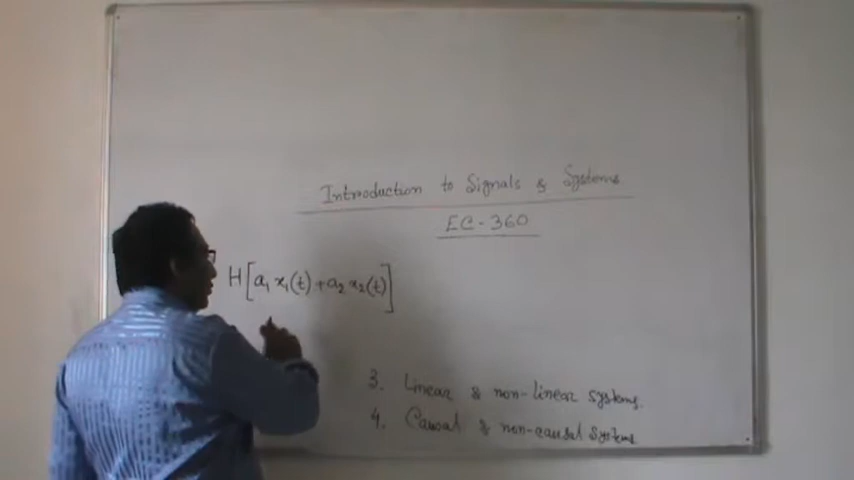 Introduction to Signals & Systems
EC-360
H[a₁x₁(t)+a₂x₂(t)]
3. Linear & non-linear systems.
4. Causal & non-causal systems